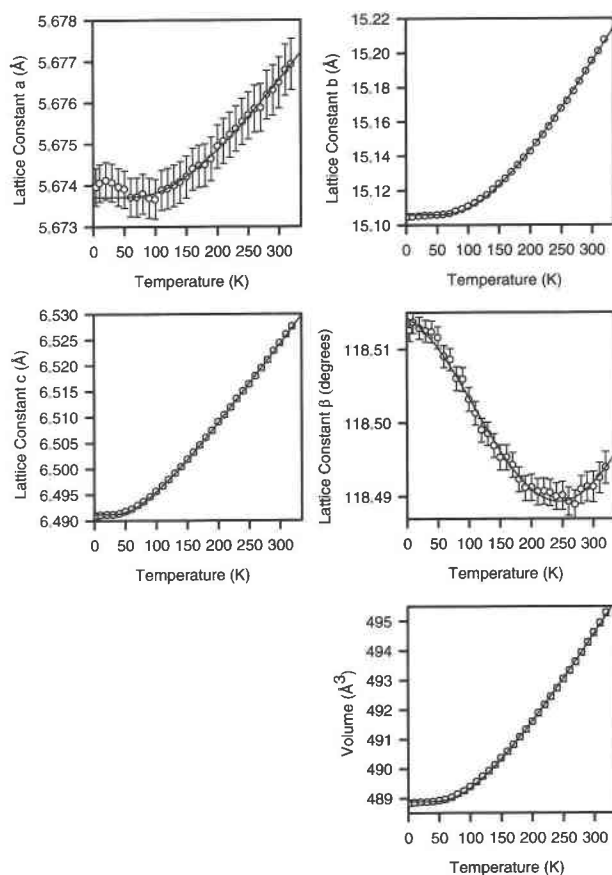 5.678
5.677
5.676
5.675
5.674
5.673
Lattice Constant a (Å)
0 50 100 150 200 250 300
Temperature (K)
15.22
15.20
15.18
15.16
15.14
15.12
15.10
Lattice Constant b (Å)
0 50 100 150 200 250 300
Temperature (K)
6.530
6.525
6.520
6.515
6.510
6.505
6.500
6.495
6.490
Lattice Constant c (Å)
0 50 100 150 200 250 300
Temperature (K)
118.51
118.50
118.49
Lattice Constant β (degrees)
0 50 100 150 200 250 300
Temperature (K)
495
494
493
492
491
490
489
Volume (Å³)
0 50 100 150 200 250 300
Temperature (K)